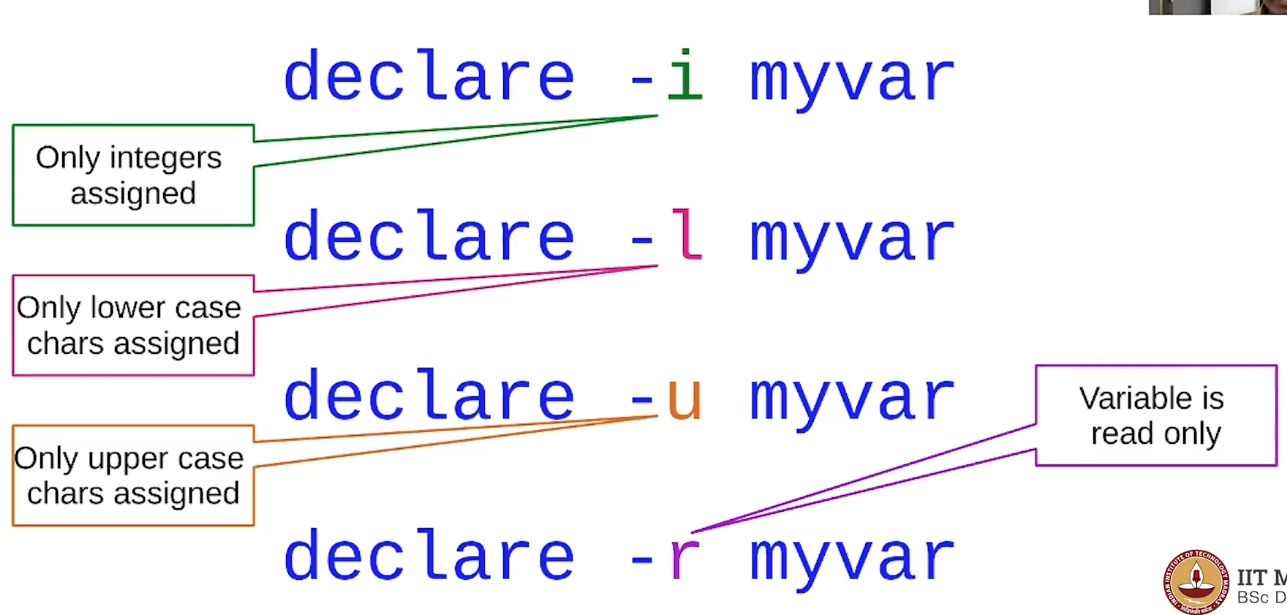 declare -i myvar
Only integers
assigned
declare -l myvar
Only lower case
chars assigned
declare -u myvar
Variable is
read only
Only upper case
chars assigned
declare -r myvar
IIT M
BSc D